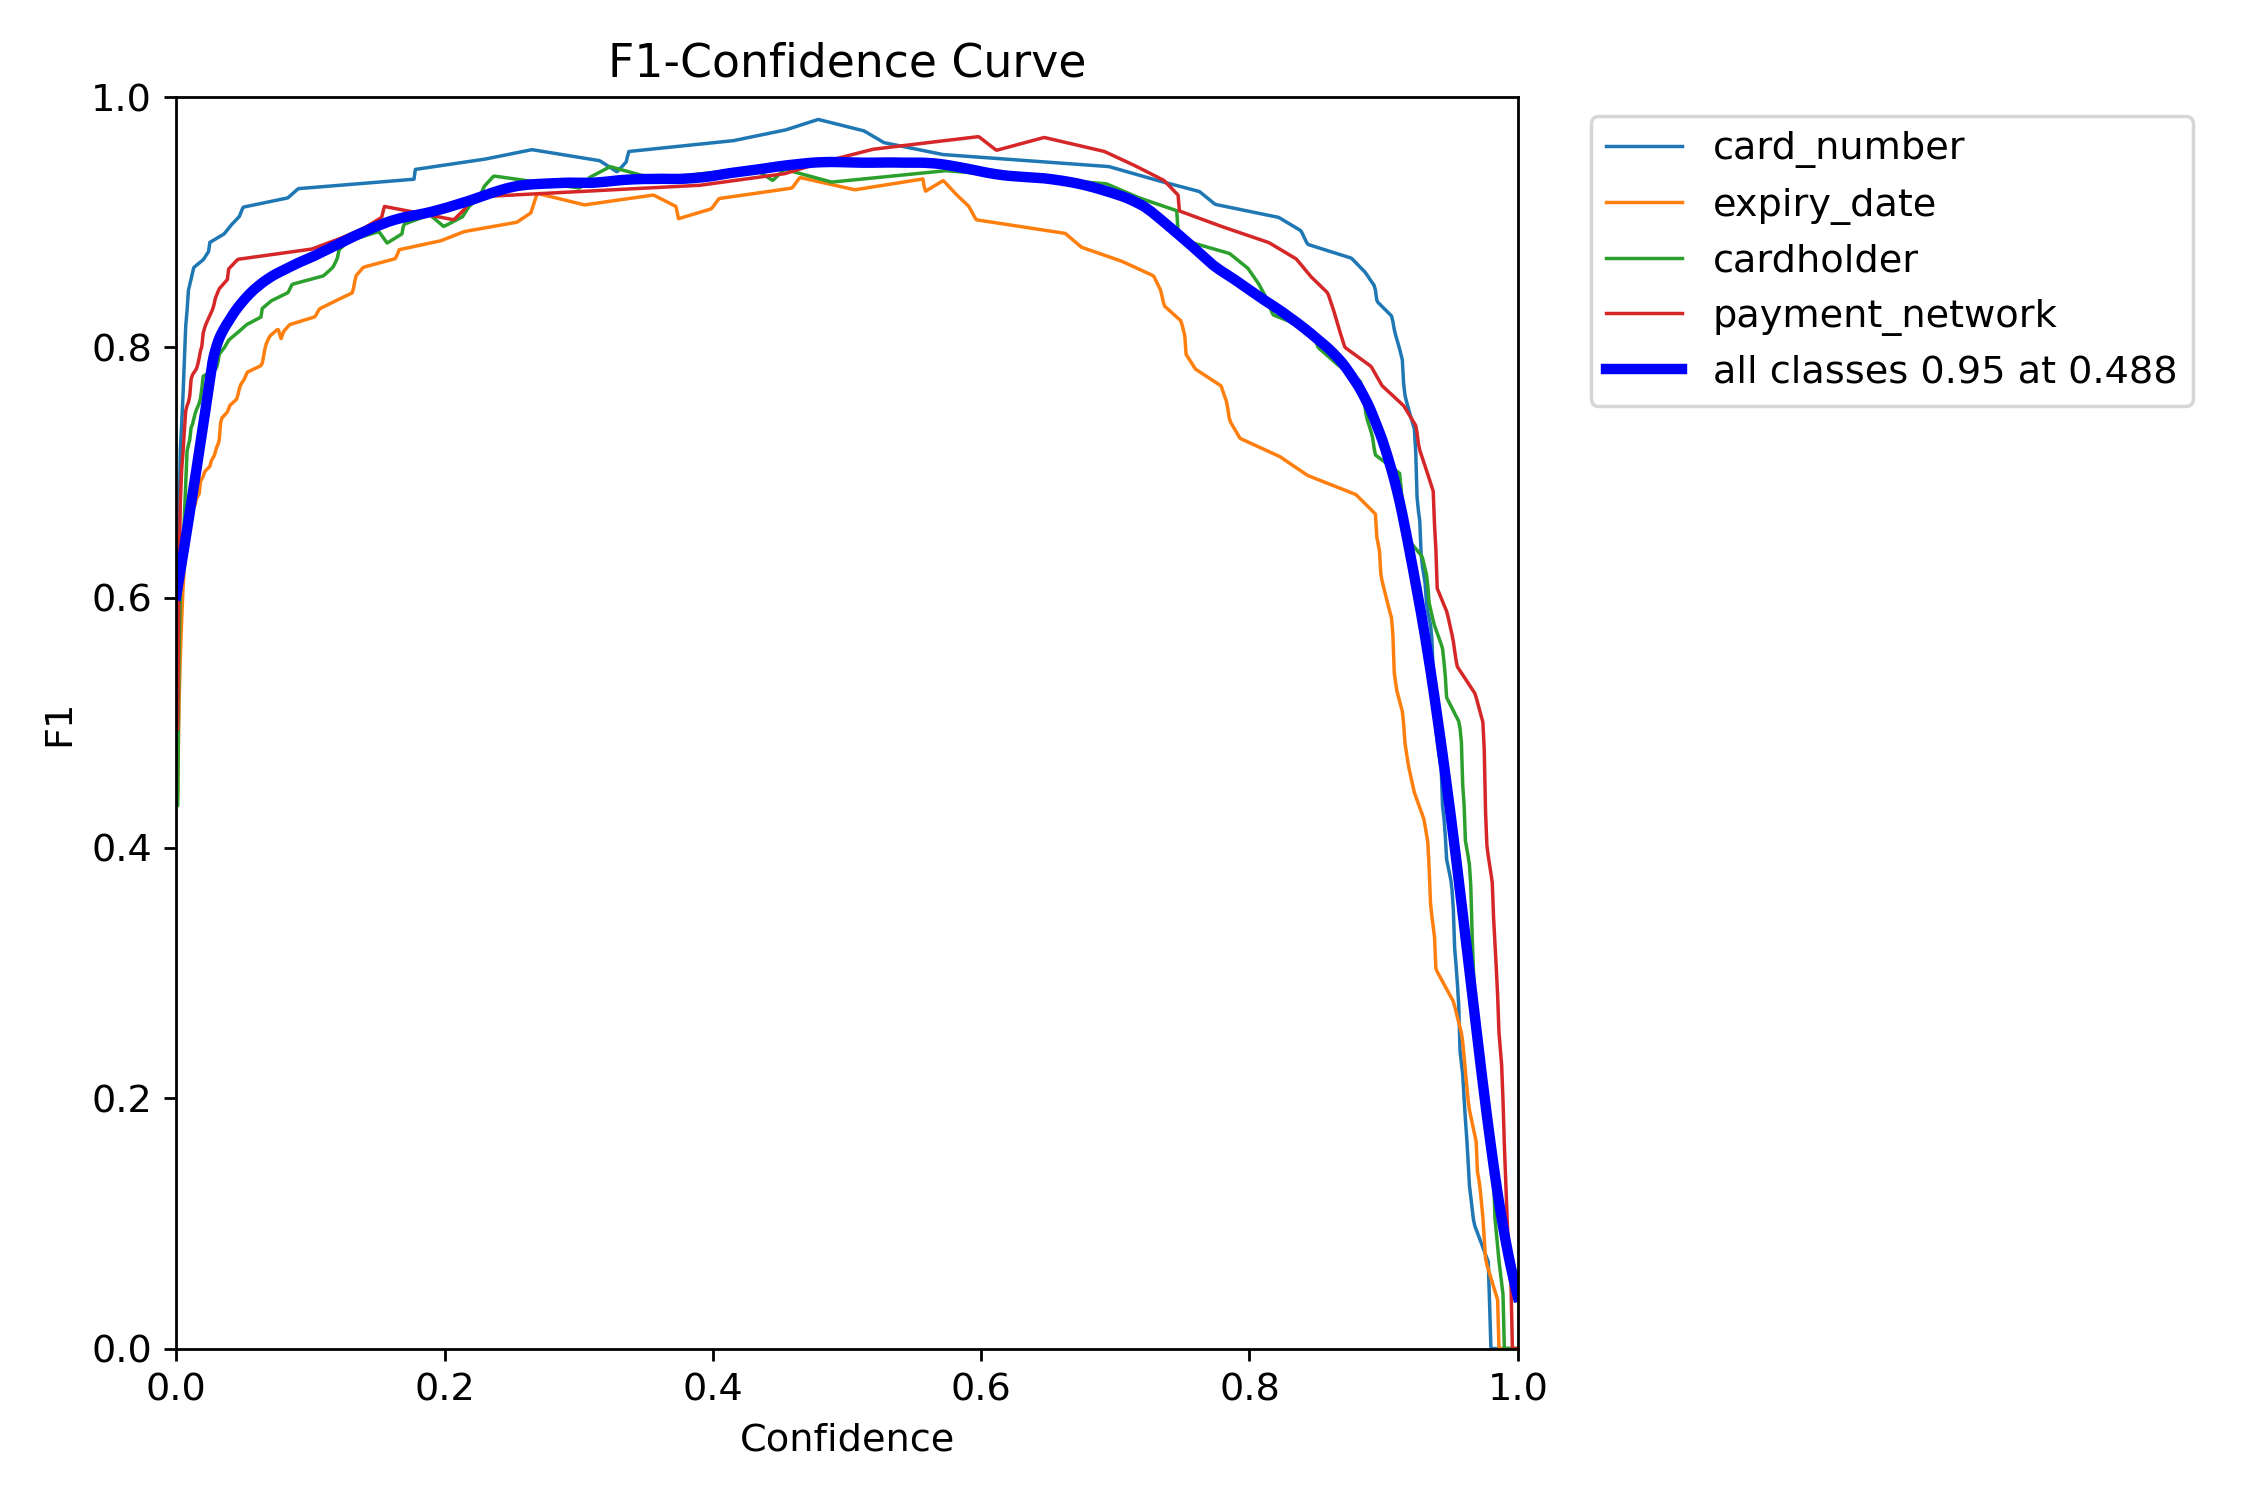 F1-Confidence Curve
1.0
0.8
0.6
0.4
0.2
0.0
F1
0.0 0.2 0.4 0.6 0.8 1.0
Confidence
card_number
expiry_date
cardholder
payment_network
all classes 0.95 at 0.488